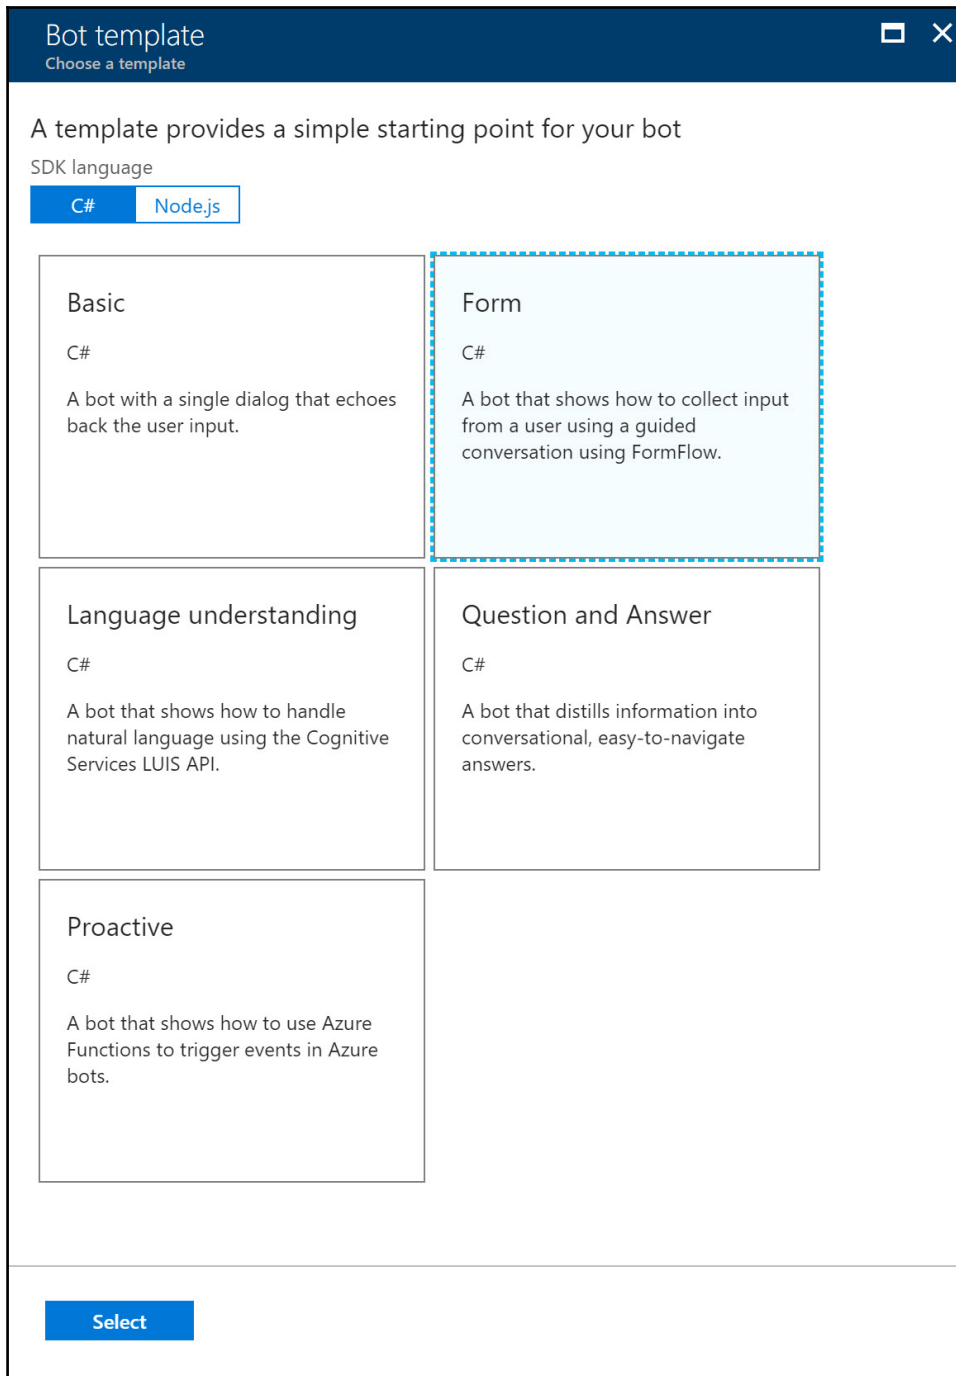 Bot template
Choose a template
A template provides a simple starting point for your bot
SDK language
C# Node.js
Basic
C#
A bot with a single dialog that echoes
back the user input.
Form
C#
A bot that shows how to collect input
from a user using a guided
conversation using FormFlow.
Language understanding
C#
A bot that shows how to handle
natural language using the Cognitive
Services LUIS API.
Question and Answer
C#
A bot that distills information into
conversational, easy-to-navigate
answers.
Proactive
C#
A bot that shows how to use Azure
Functions to trigger events in Azure
bots.
Select